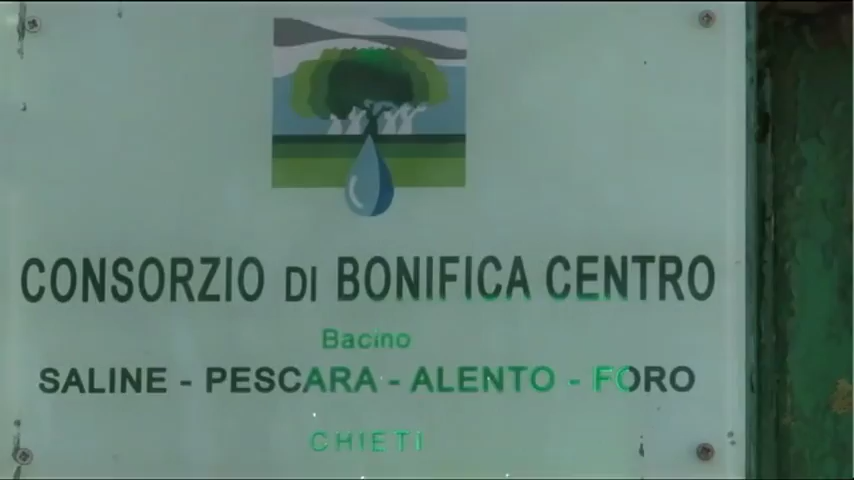 CONSORZIO DI BONIFICA CENTRO
Bacino
SALINE - PESCARA - ALENTO - FORO
CHIETI